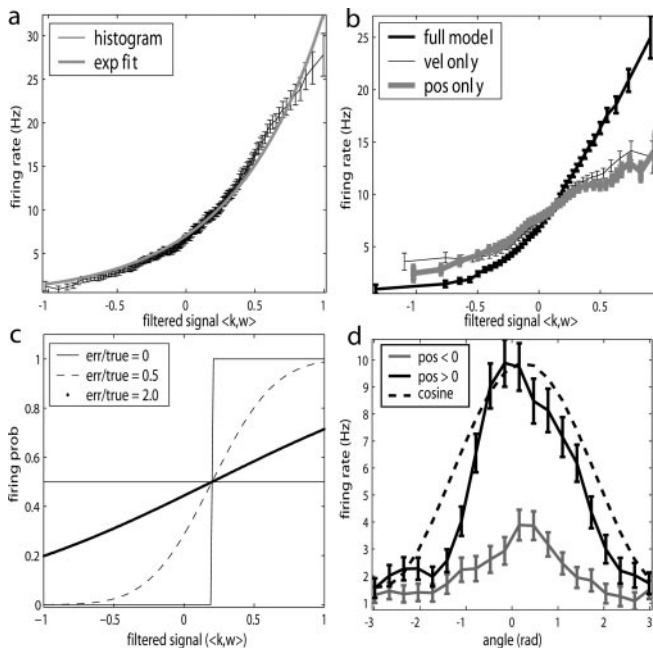 a
histogram
exp fit
firing rate (Hz)
30
25
20
15
10
5
-1
-0.5
0
0.5
1
filtered signal <k,w>
b
full model
vel only
pos only
firing rate (Hz)
25
20
15
10
5
-1
-0.5
0
0.5
filtered signal <k,w>
c
err/true = 0
err/true = 0.5
err/true = 2.0
firing prob
1
0.8
0.6
0.4
0.2
0
−1
−0.5
0
0.5
1
filtered signal (<k,w>)
d
pos < 0
pos > 0
cosine
firing rate (Hz)
10
9
8
7
6
5
4
3
2
1
-3
-2
-1
0
1
2
3
angle (rad)